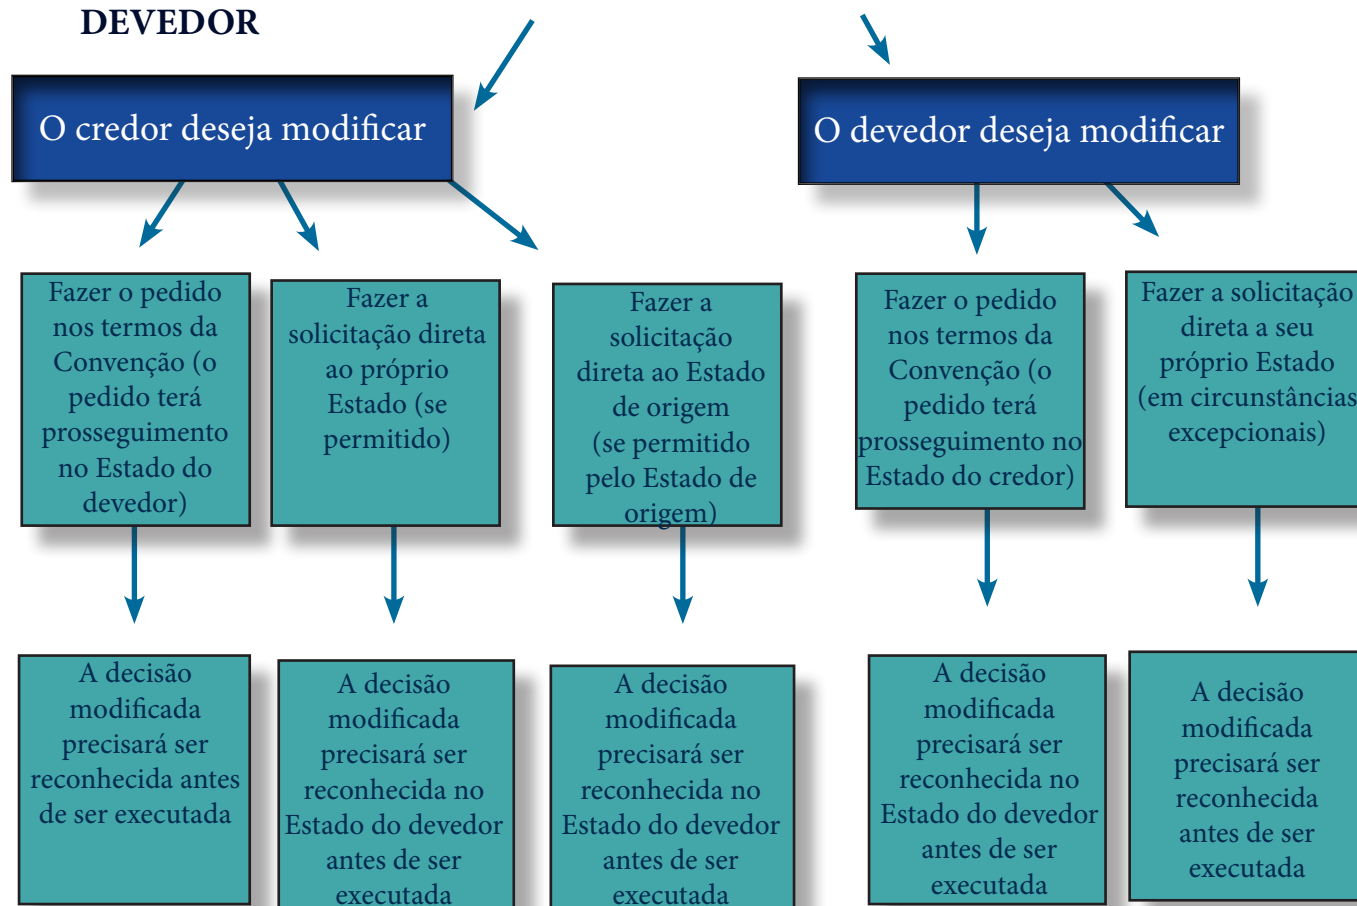 DEVEDOR
O credor deseja modificar
O devedor deseja modificar
Fazer o pedido
nos termos da
Convenção (o
pedido terá
prosseguimento
no Estado do
devedor)
Fazer a
solicitação direta
ao próprio
Estado (se
permitido)
Fazer a
solicitação
direta ao Estado
de origem
(se permitido
pelo Estado de
origem)
Fazer o pedido
nos termos da
Convenção (o
pedido terá
prosseguimento no
Estado do credor)
Fazer a solicitação
direta a seu
próprio Estado
(em circunstâncias
excepcionais)
A decisão
modificada
precisará ser
reconhecida antes
de ser executada
A decisão
modificada
precisará ser
reconhecida no
Estado do devedor
antes de ser
executada
A decisão
modificada
precisará ser
reconhecida no
Estado do devedor
antes de ser
executada
A decisão
modificada
precisará ser
reconhecida no
Estado do devedor
antes de ser
executada
A decisão
modificada
precisará ser
reconhecida
antes de ser
executada